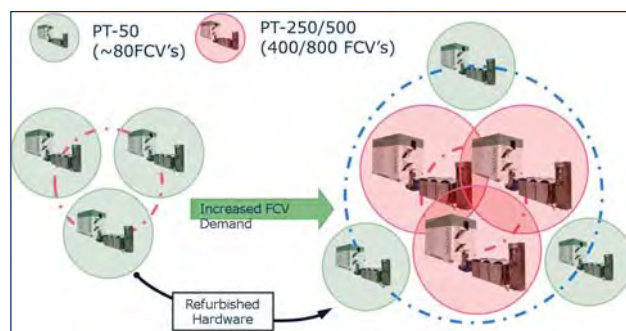 PT-50
(~80FCV's)
PT-250/500
(400/800 FCV's)
Increased FCV
Demand
Refurbished
Hardware